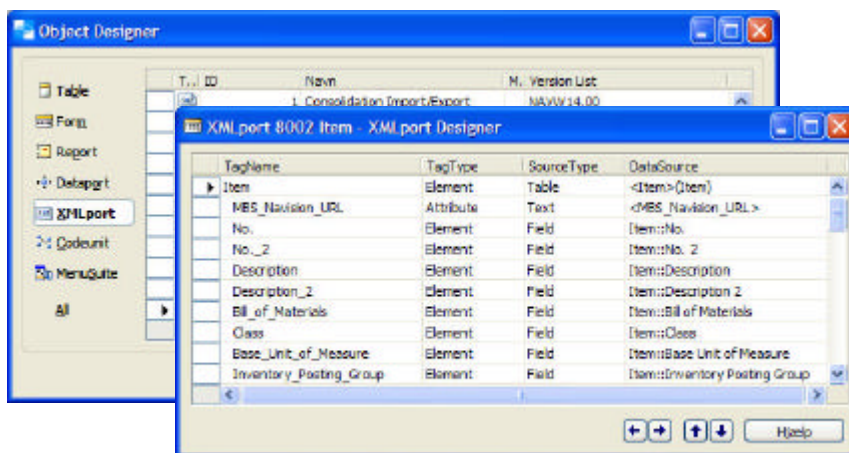 Object Designer
T... ID Navn M. Version List
Table
1 Consolidation Import/Export NAVW14.00
Form
Report
Dataport
XMLport
Codeunit
MenuSuite
All
XMLport 8002 Item - XMLport Designer
TagName TagType SourceType DataSource
Item Element Table <Item>(Item)
MBS_Navision_URL Attribute Text <MBS_Navision_URL>
No. Element Field Item::No.
No._2 Element Field Item::No. 2
Description Element Field Item::Description
Description_2 Element Field Item::Description 2
Bill_of_Materials Element Field Item::Bill of Materials
Class Element Field Item::Class
Base_Unit_of_Measure Element Field Item::Base Unit of Measure
Inventory_Posting_Group Element Field Item::Inventory Posting Group
Hjælp